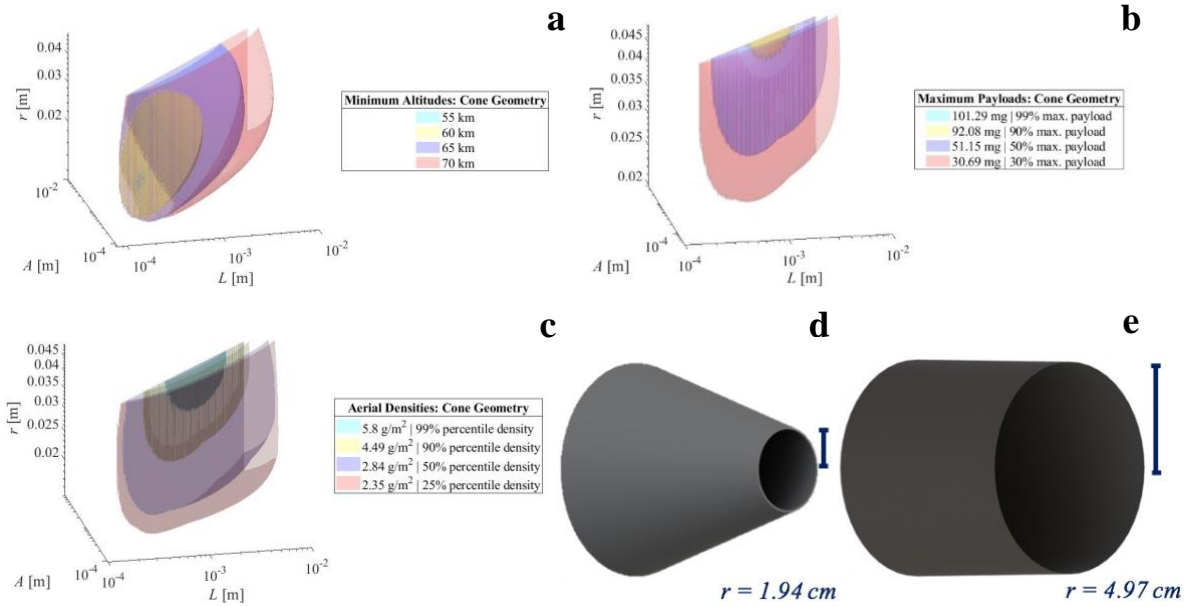 a
0.04
0.03
0.02
r [m]
10^-2
10^-4
A [m]
10^-4
10^-3
10^-2
L [m]
Minimum Altitudes: Cone Geometry
55 km
60 km
65 km
70 km
b
0.045
0.04
0.035
0.03
0.025
0.02
r [m]
10^-4
A [m]
10^-4
10^-3
10^-2
L [m]
Maximum Payloads: Cone Geometry
101.29 mg | 99% max. payload
92.08 mg | 90% max. payload
51.15 mg | 50% max. payload
30.69 mg | 30% max. payload
c
0.045
0.04
0.035
0.03
0.025
0.02
r [m]
10^-4
A [m]
10^-4
10^-3
10^-2
L [m]
Aerial Densities: Cone Geometry
5.8 g/m² | 99% percentile density
4.49 g/m² | 90% percentile density
2.84 g/m² | 50% percentile density
2.35 g/m² | 25% percentile density
d
r = 1.94 cm
e
r = 4.97 cm